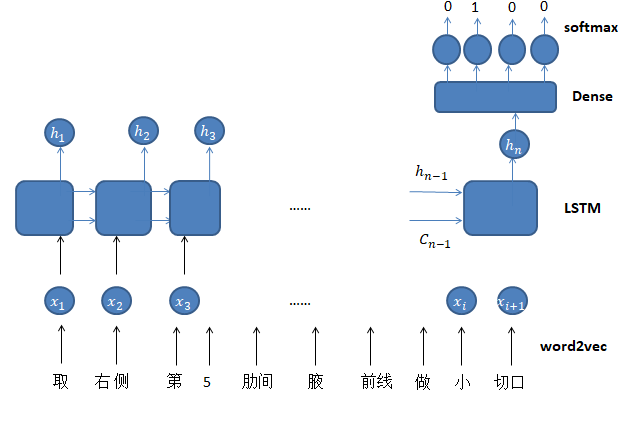 0 1 0 0
softmax
Dense
h₁ h₂ h₃
hₙ
hₙ₋₁
...... LSTM
Cₙ₋₁
x₁ x₂ x₃ ...... xᵢ xᵢ₊₁
word2vec
取 右侧 第 5 肋间 腋 前线 做 小 切口